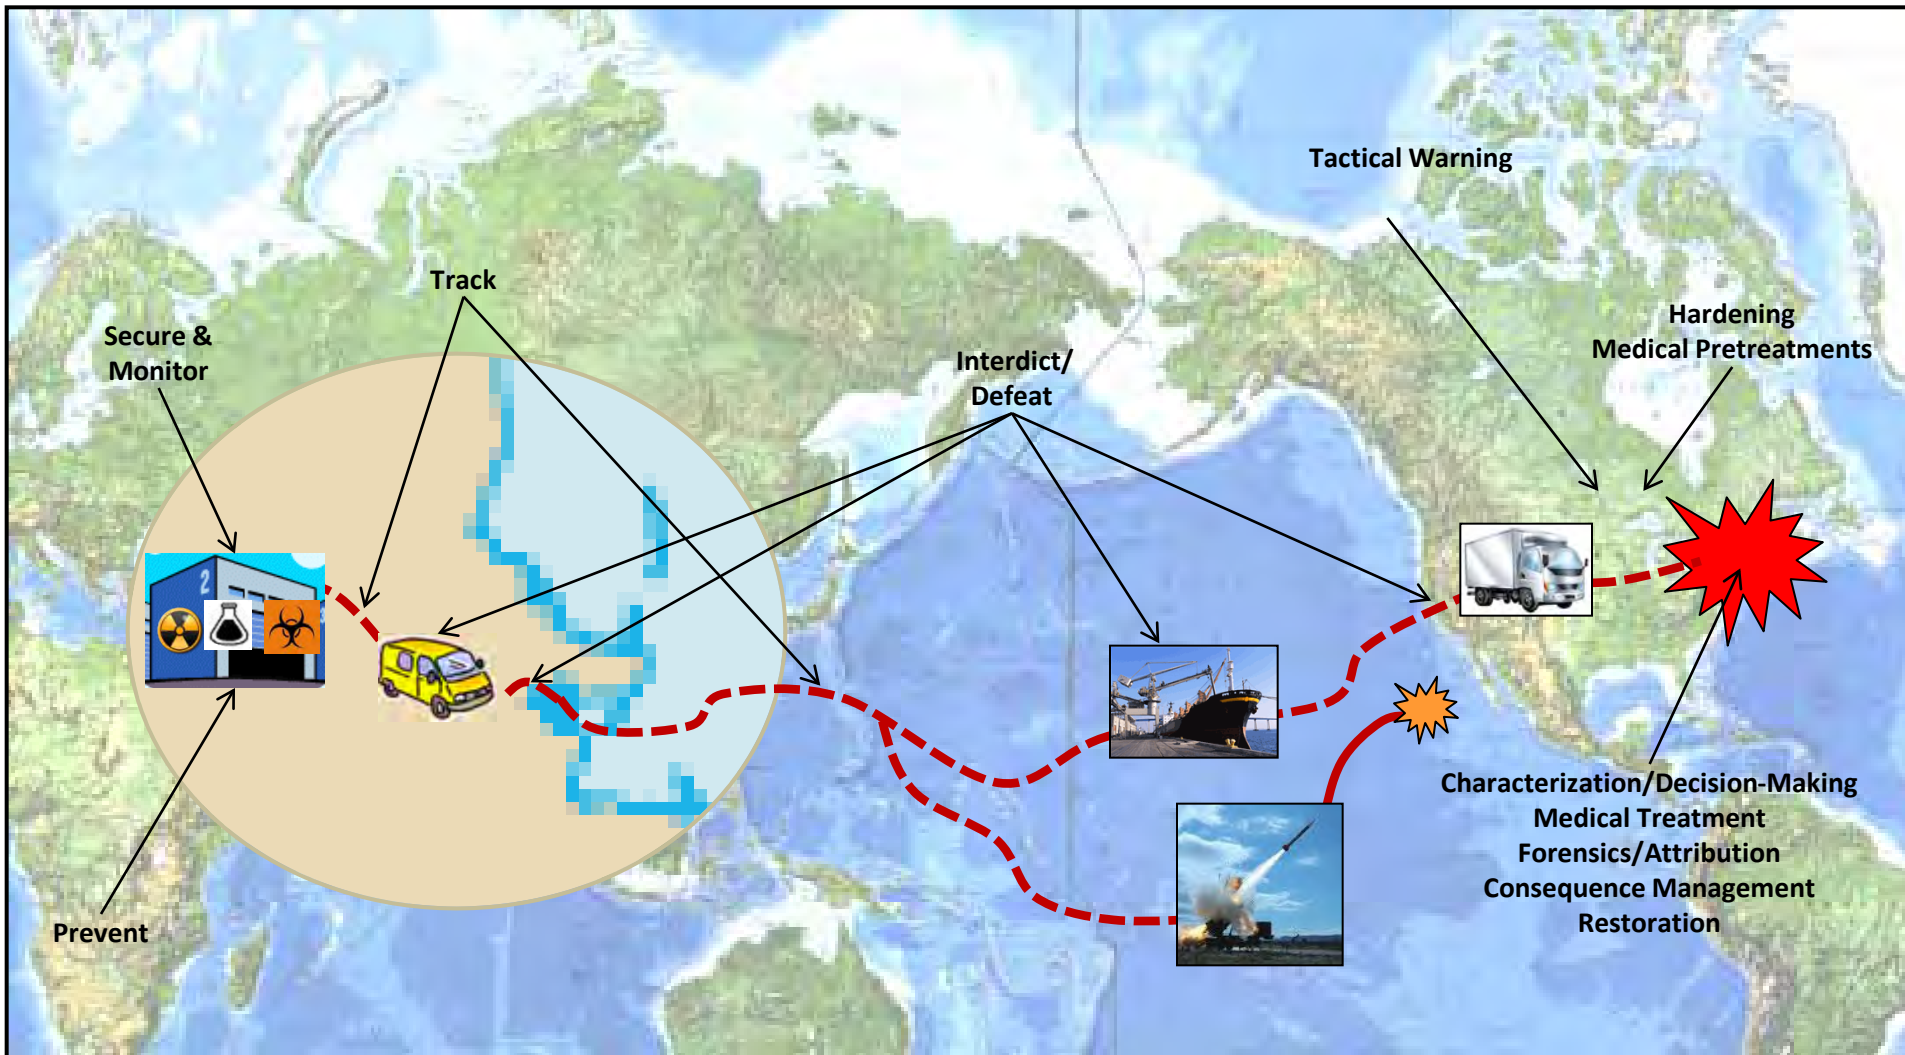 Tactical Warning
Track
Hardening
Medical Pretreatments
Secure &
Monitor
Interdict/
Defeat
2
Characterization/Decision-Making
Medical Treatment
Forensics/Attribution
Consequence Management
Restoration
Prevent